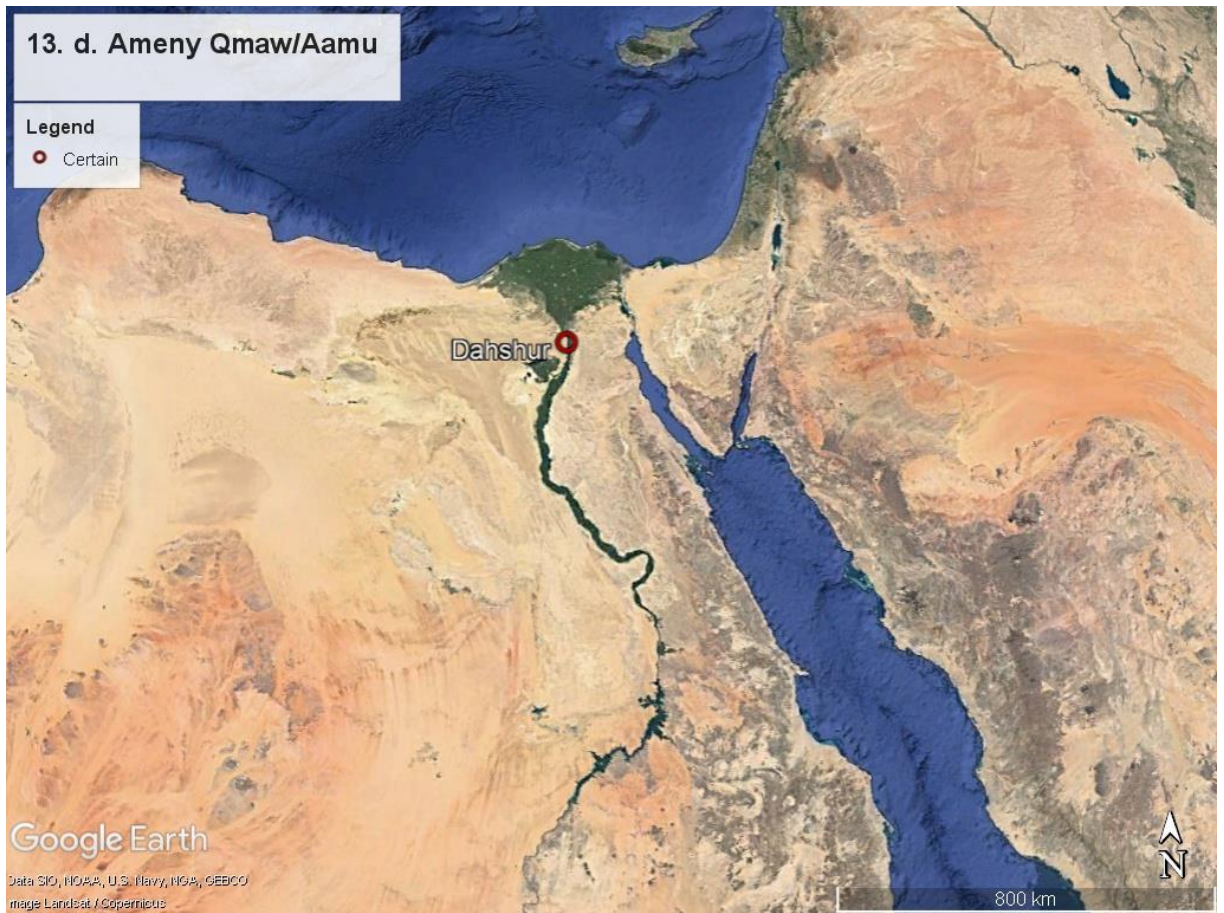 13. d. Ameny Qmaw/Aamu
Legend
Certain
Dahshur
Google Earth
Data SIO, NOAA, U.S. Navy, NGA, GEBCO
Image Landsat / Copernicus
N
800 km